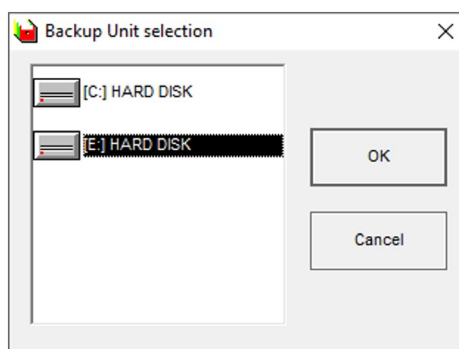 Backup Unit selection
[C:] HARD DISK
[E:] HARD DISK
OK
Cancel